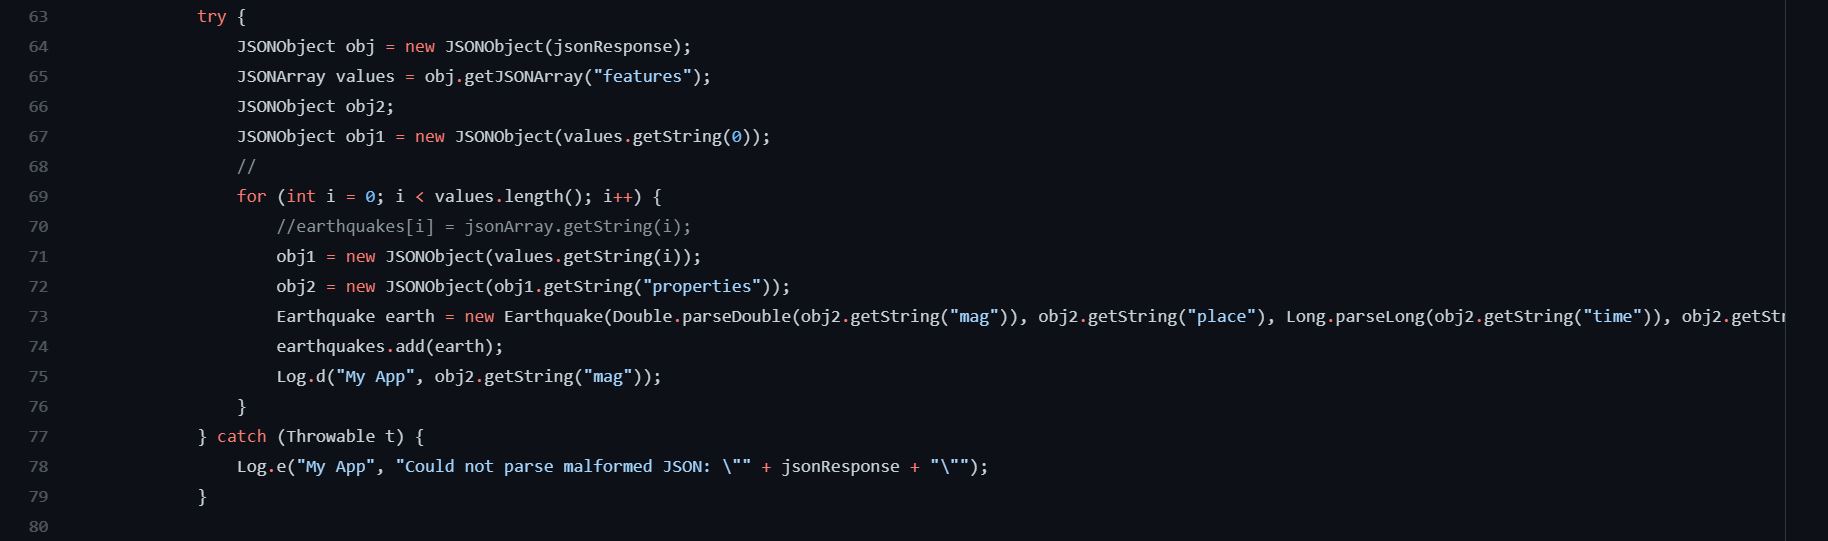 63 try {
64 JSONObject obj = new JSONObject(jsonResponse);
65 JSONArray values = obj.getJSONArray("features");
66 JSONObject obj2;
67 JSONObject obj1 = new JSONObject(values.getString(0));
68 //
69 for (int i = 0; i < values.length(); i++) {
70 //earthquakes[i] = jsonArray.getString(i);
71 obj1 = new JSONObject(values.getString(i));
72 obj2 = new JSONObject(obj1.getString("properties"));
73 Earthquake earth = new Earthquake(Double.parseDouble(obj2.getString("mag")), obj2.getString("place"), Long.parseLong(obj2.getString("time")), obj2.getStr
74 earthquakes.add(earth);
75 Log.d("My App", obj2.getString("mag"));
76 }
77 } catch (Throwable t) {
78 Log.e("My App", "Could not parse malformed JSON: \"" + jsonResponse + "\"");
79 }
80